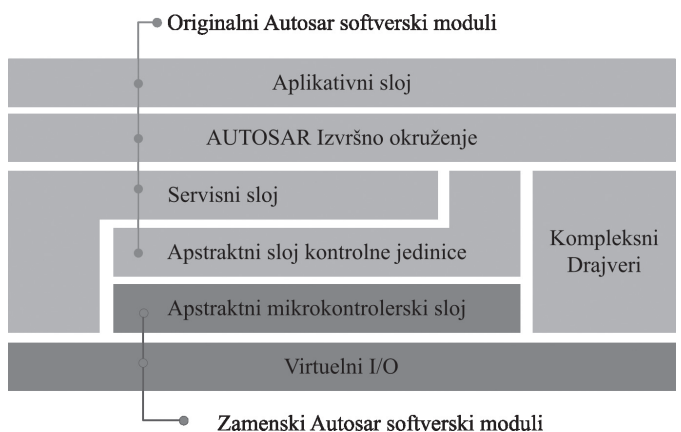 Originalni Autosar softverski moduli
Aplikativni sloj
AUTOSAR Izvršno okruženje
Servisni sloj
Apstraktni sloj kontrolne jedinice
Kompleksni
Drajveri
Apstraktni mikrokontrolerski sloj
Virtuelni I/O
Zamenski Autosar softverski moduli